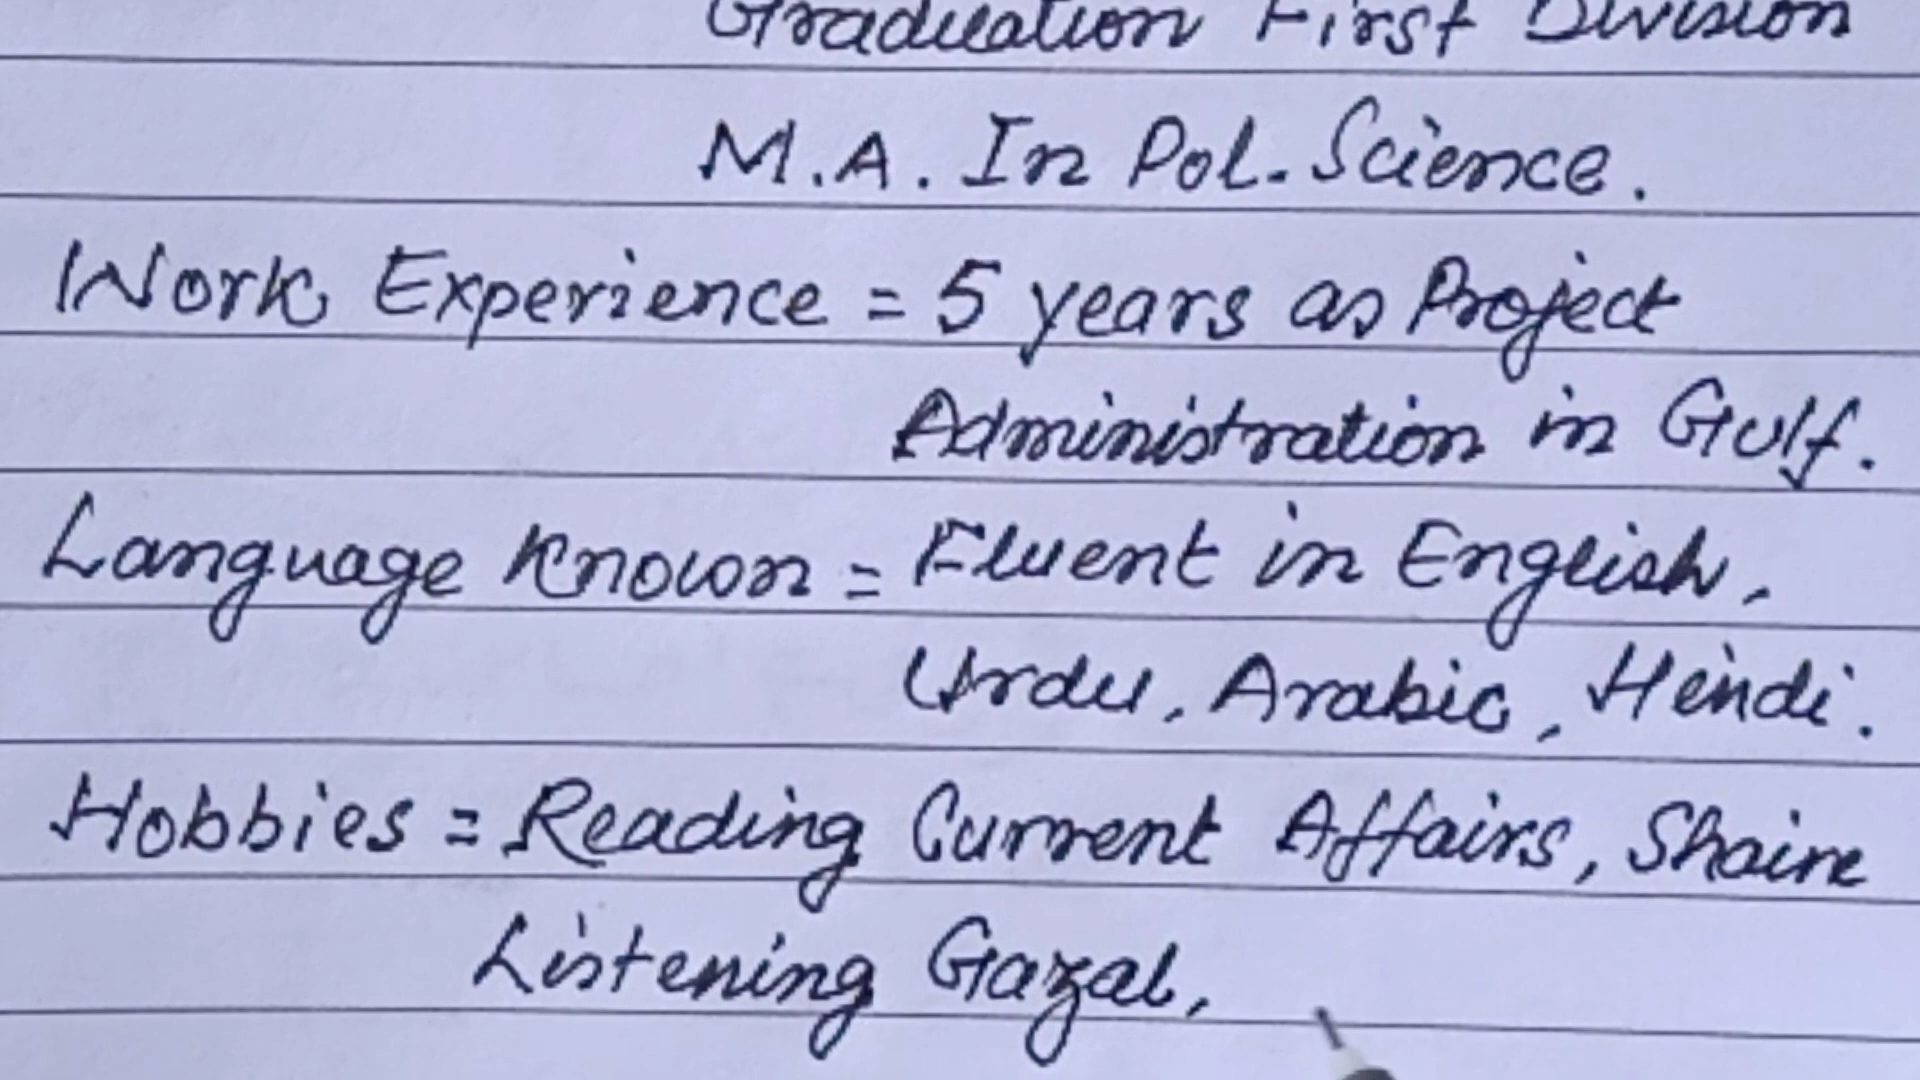 Graduation First Division
M.A. In Pol. Science.
Work Experience = 5 years as Project
Administration in Gulf.
Language Known = Fluent in English,
Urdu, Arabic, Hindi.
Hobbies = Reading Current Affairs,
Listening Gazal,